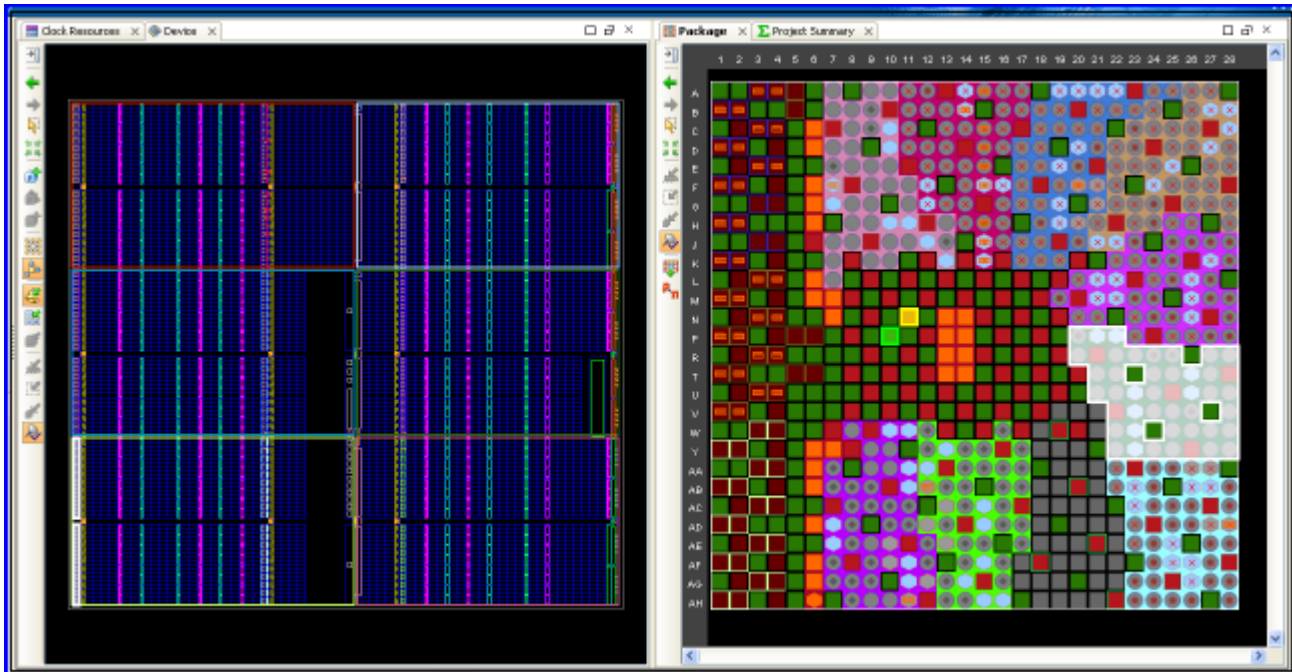 Clock Resources
Device
Package
Project Summary
1 2 3 4 5 6 7 8 9 10 11 12 13 14 15 16 17 18 19 20 21 22 23 24 25 26 27 28
A
B
C
D
E
F
G
H
J
K
L
M
N
P
R
T
U
V
W
Y
AA
AB
AC
AD
AE
AF
AG
AH